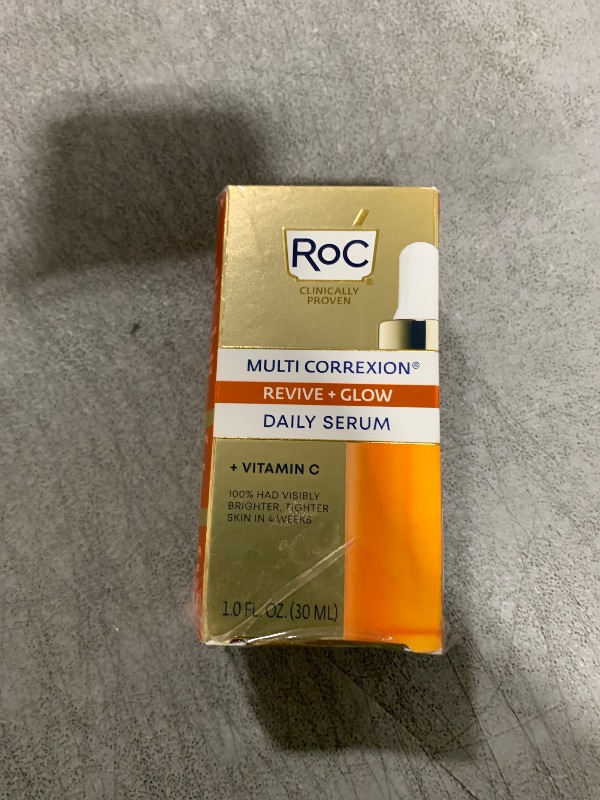 RoC®
CLINICALLY
PROVEN
MULTI CORREXION®
REVIVE + GLOW
DAILY SERUM
+ VITAMIN C
100% HAD VISIBLY
BRIGHTER, TIGHTER
SKIN IN 4 WEEKS
1.0 FL. OZ. (30 ML)